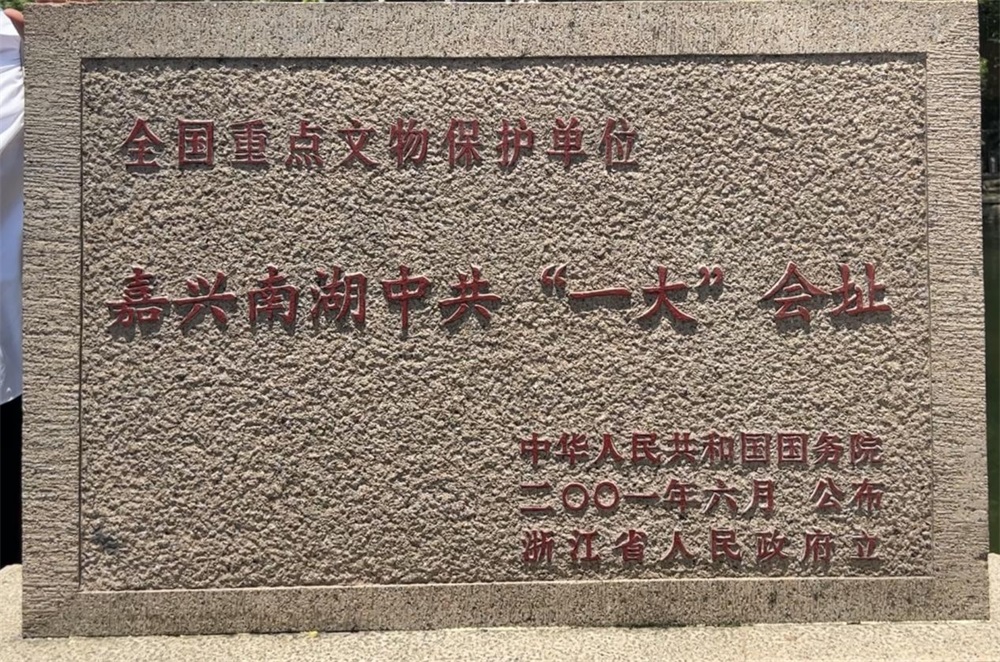 全国重点文物保护单位
嘉兴南湖中共“一大”会址
中华人民共和国国务院
二〇〇一年六月 公布
浙江省人民政府立